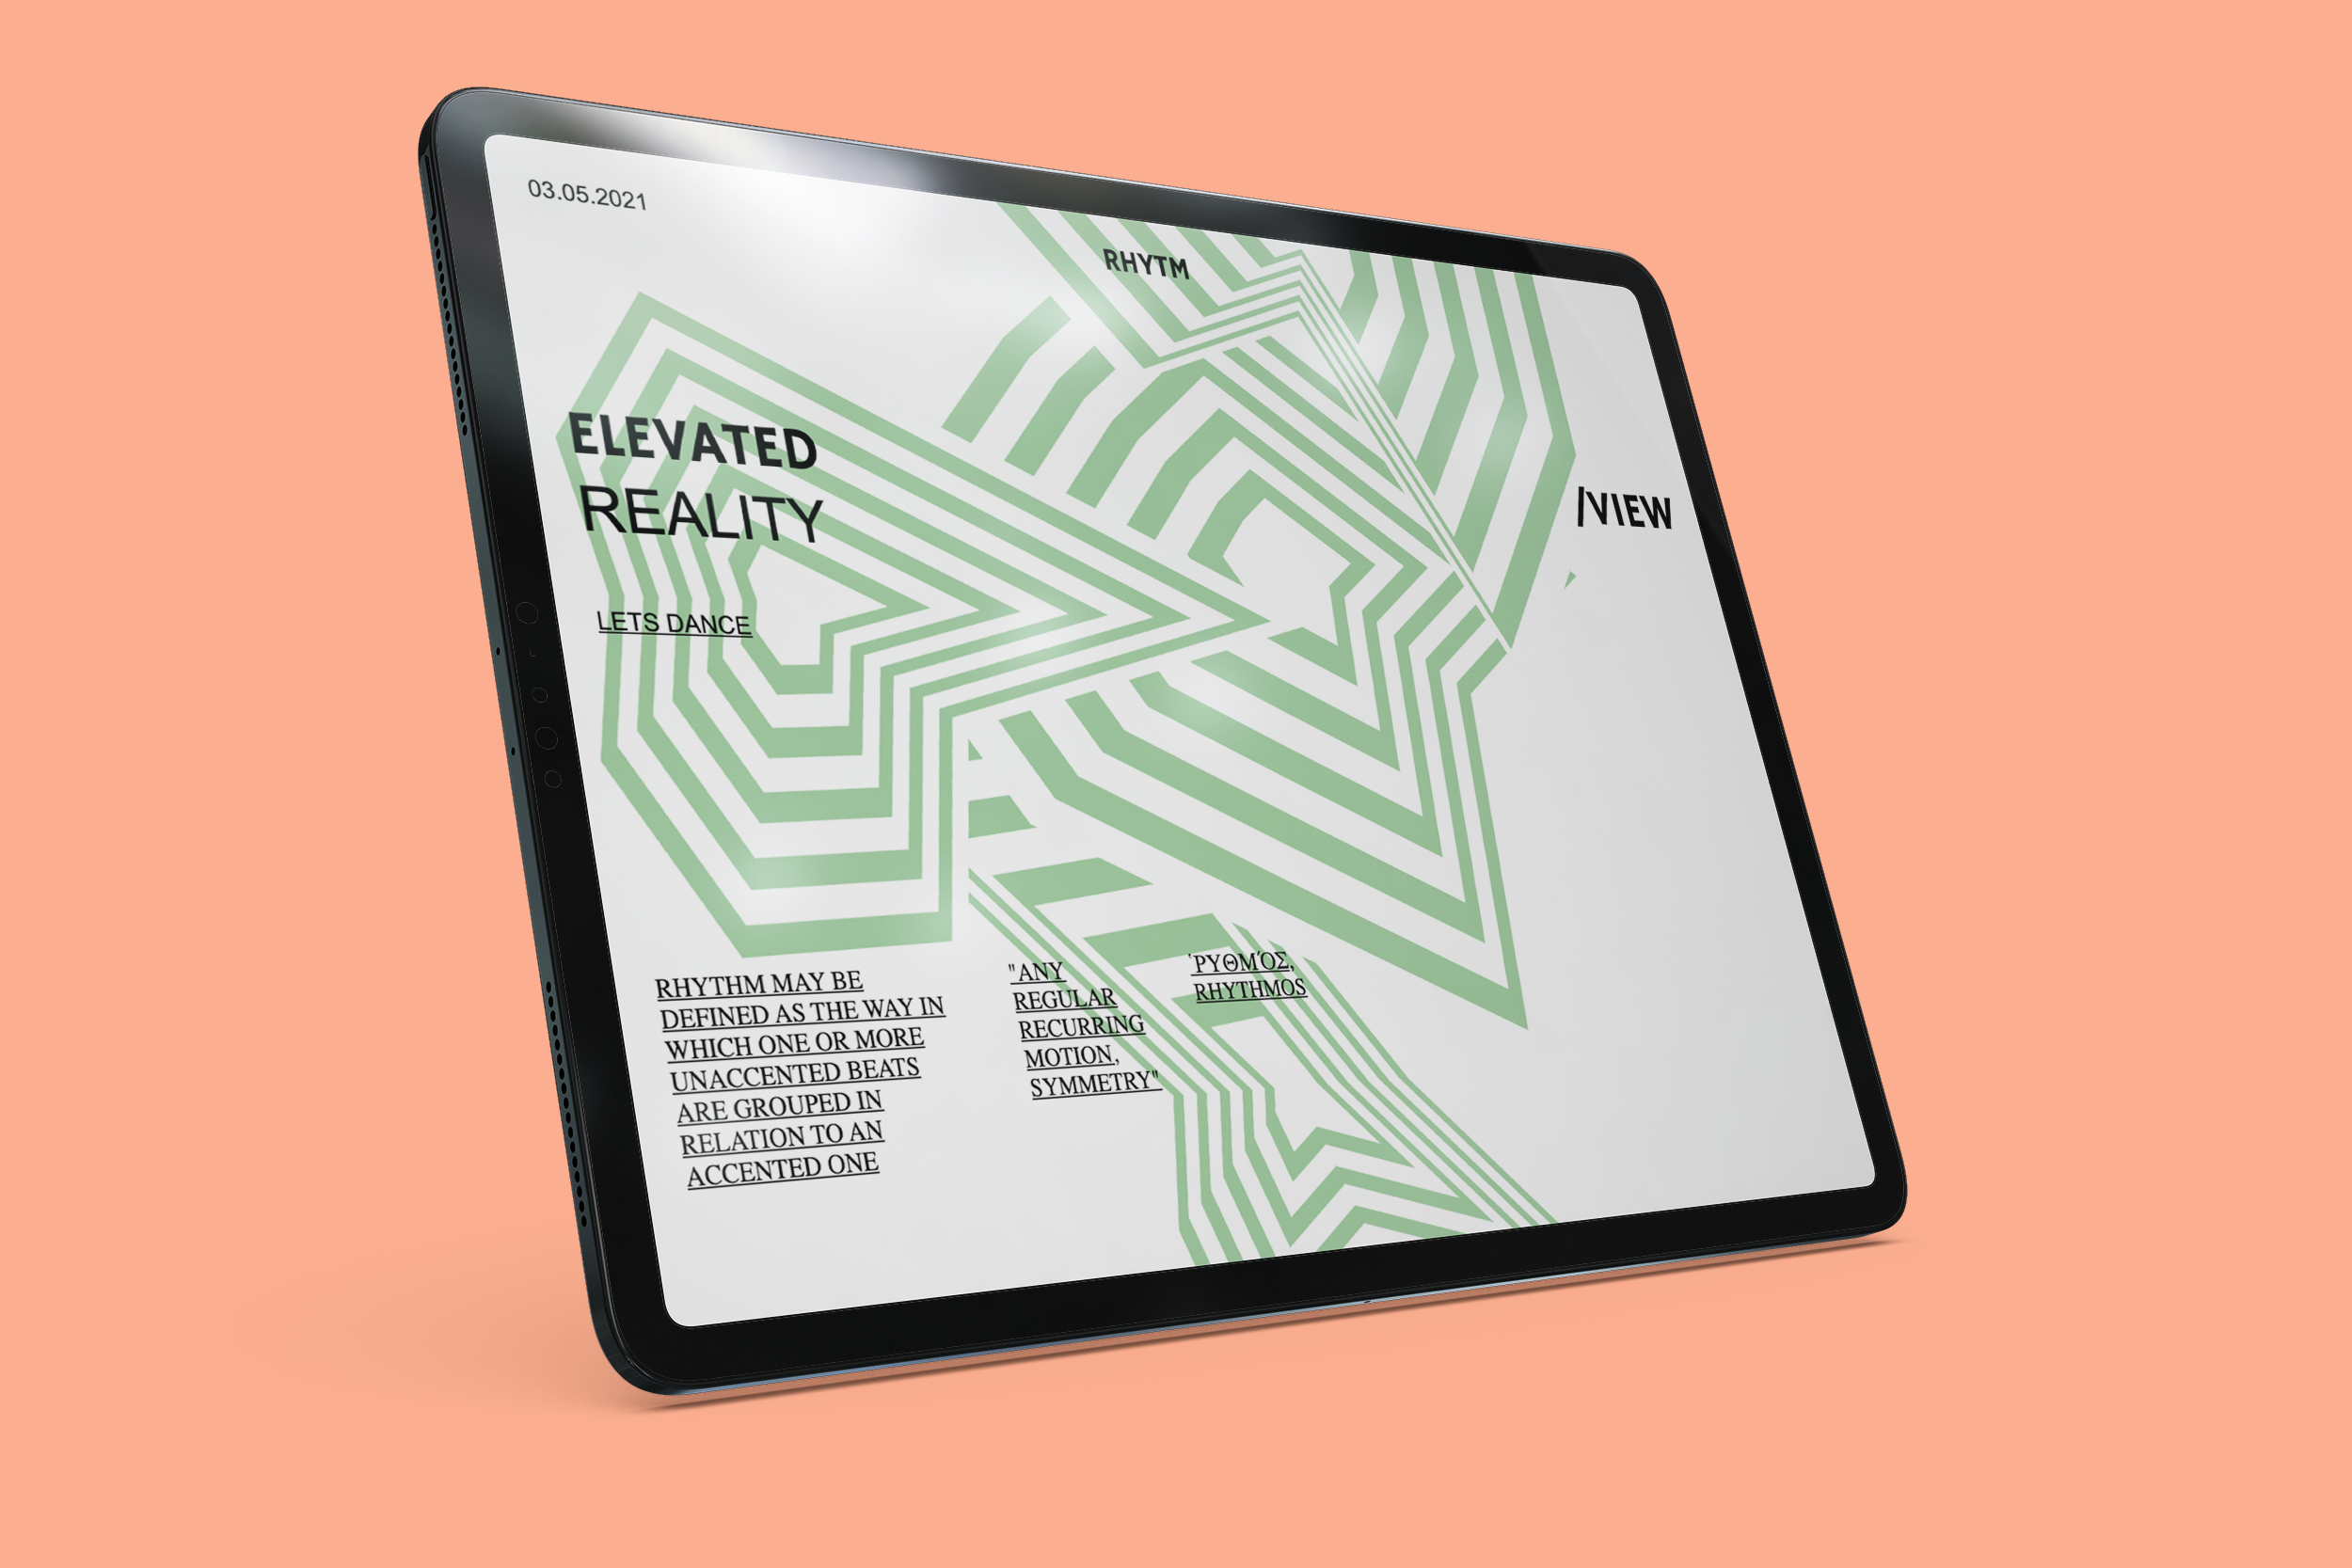 03.05.2021
RHYTM
ELEVATED
REALITY
/VIEW
LETS DANCE
RHYTHM MAY BE
DEFINED AS THE WAY IN
WHICH ONE OR MORE
UNACCENTED BEATS
ARE GROUPED IN
RELATION TO AN
ACCENTED ONE
"ANY
REGULAR
RECURRING
MOTION,
SYMMETRY"
῾ΡΥΘΜΌΣ,
RHYTHMOS